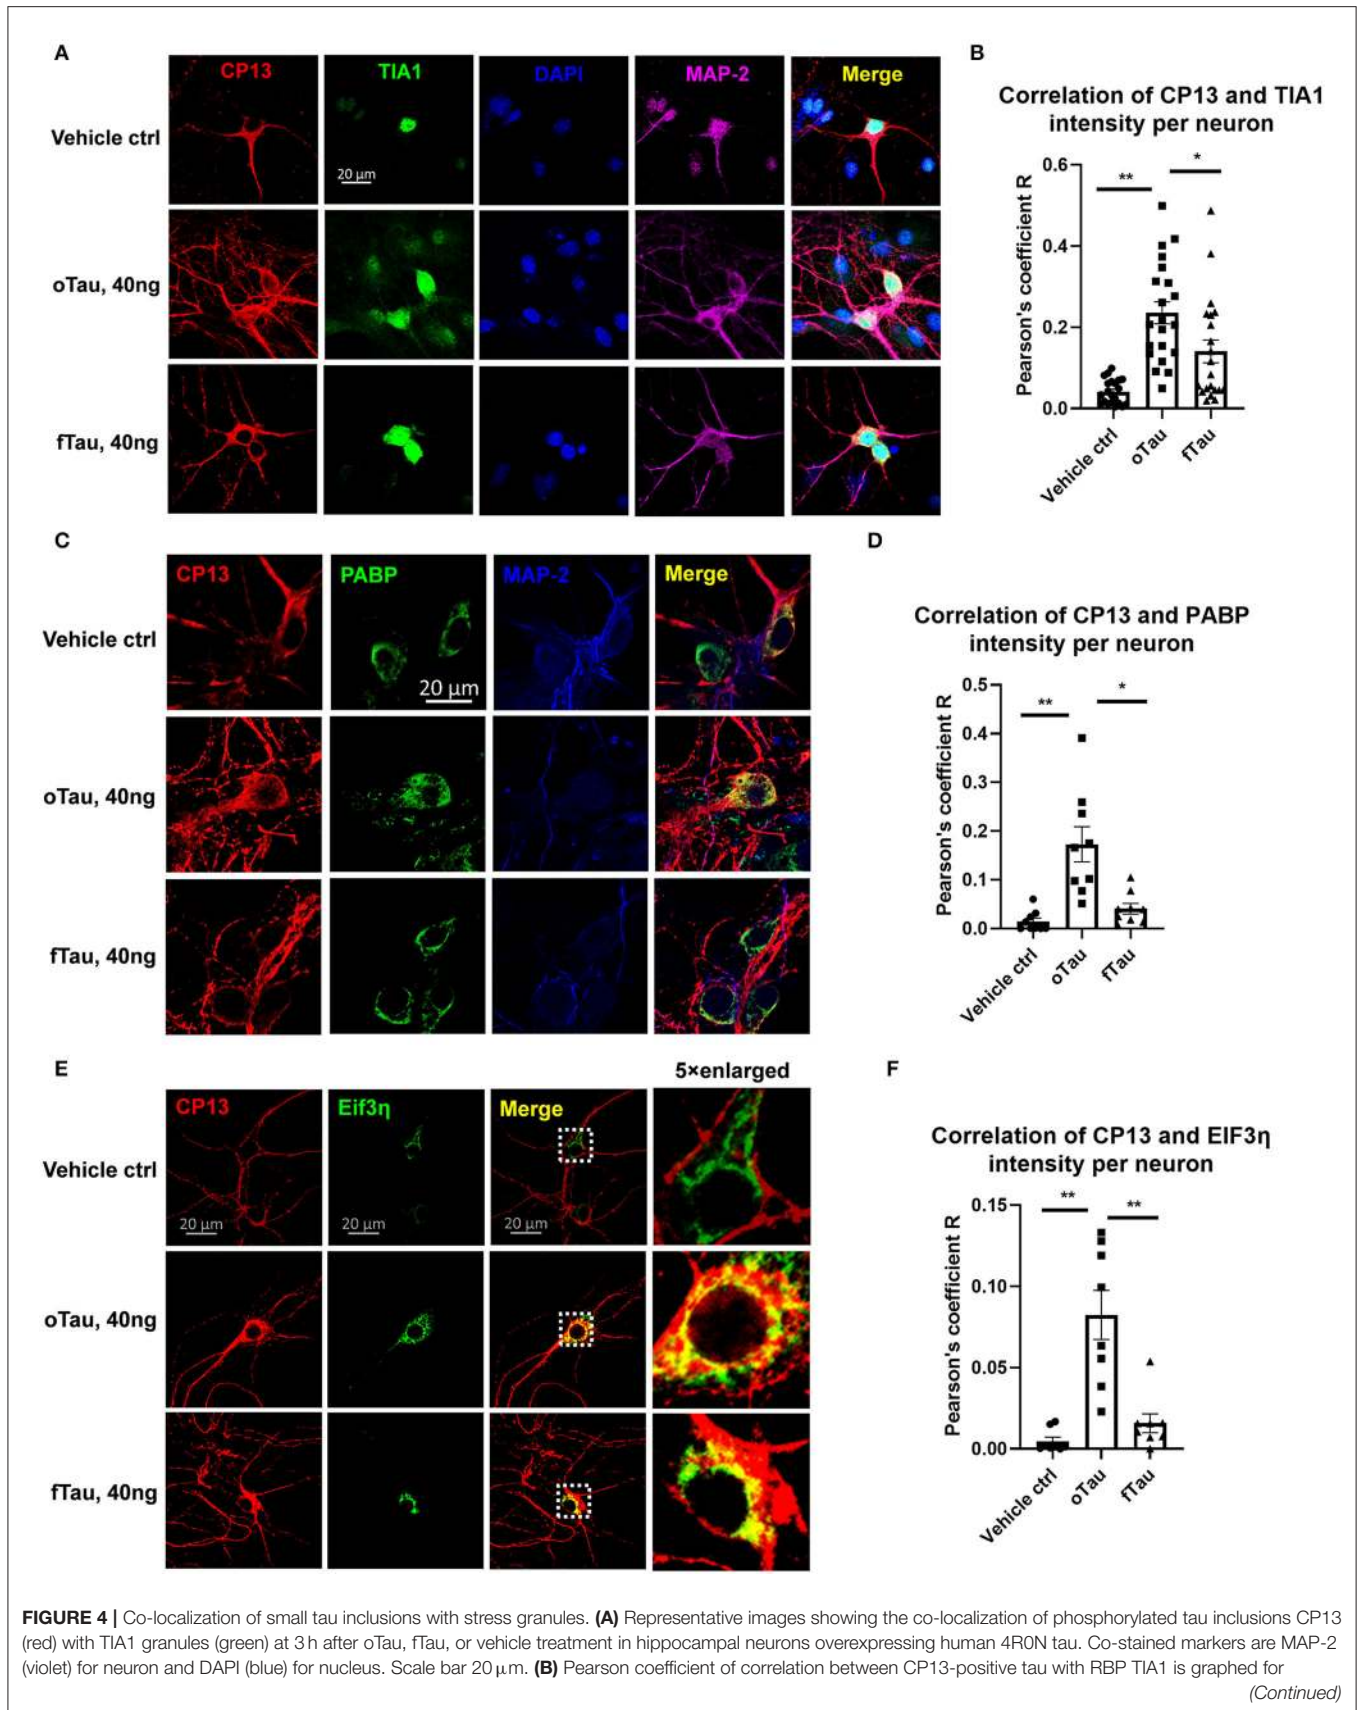 A
CP13 TIA1 DAPI MAP-2 Merge
Vehicle ctrl
20 µm
oTau, 40ng
fTau, 40ng
B
Correlation of CP13 and TIA1
intensity per neuron
Pearson's coefficient R
0.6
0.4
0.2
0.0
** *
Vehicle ctrl oTau fTau
C
CP13 PABP MAP-2 Merge
Vehicle ctrl
20 µm
oTau, 40ng
fTau, 40ng
D
Correlation of CP13 and PABP
intensity per neuron
Pearson's coefficient R
0.5
0.4
0.3
0.2
0.1
0.0
** *
Vehicle ctrl oTau fTau
E
5×enlarged
CP13 Eif3η Merge
Vehicle ctrl
20 µm 20 µm 20 µm
oTau, 40ng
fTau, 40ng
F
Correlation of CP13 and EIF3η
intensity per neuron
Pearson's coefficient R
0.15
0.10
0.05
0.00
** **
Vehicle ctrl oTau fTau
FIGURE 4 | Co-localization of small tau inclusions with stress granules. (A) Representative images showing the co-localization of phosphorylated tau inclusions CP13
(red) with TIA1 granules (green) at 3 h after oTau, fTau, or vehicle treatment in hippocampal neurons overexpressing human 4R0N tau. Co-stained markers are MAP-2
(violet) for neuron and DAPI (blue) for nucleus. Scale bar 20 µm. (B) Pearson coefficient of correlation between CP13-positive tau with RBP TIA1 is graphed for
(Continued)